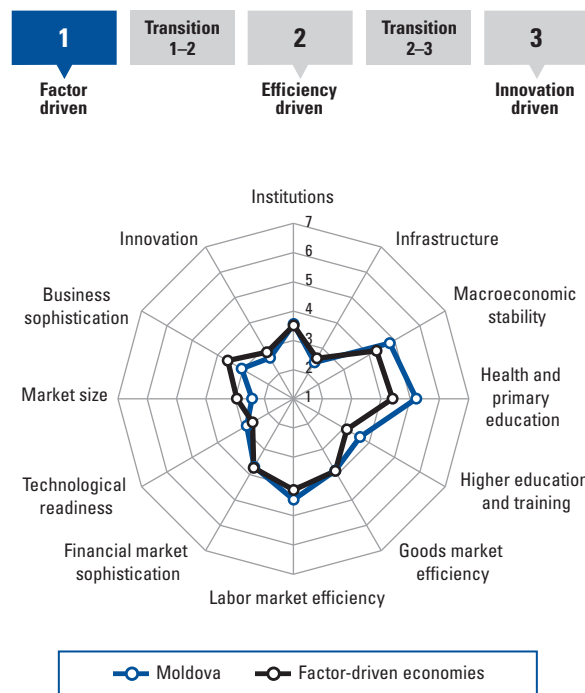 1
Transition
1–2
2
Transition
2–3
3
Factor
driven
Efficiency
driven
Innovation
driven
Institutions
7
Innovation
Infrastructure
6
5
Business
sophistication
Macroeconomic
stability
4
3
2
Market size
1
Health and
primary
education
Technological
readiness
Higher education
and training
Financial market
sophistication
Goods market
efficiency
Labor market efficiency
Moldova
Factor-driven economies